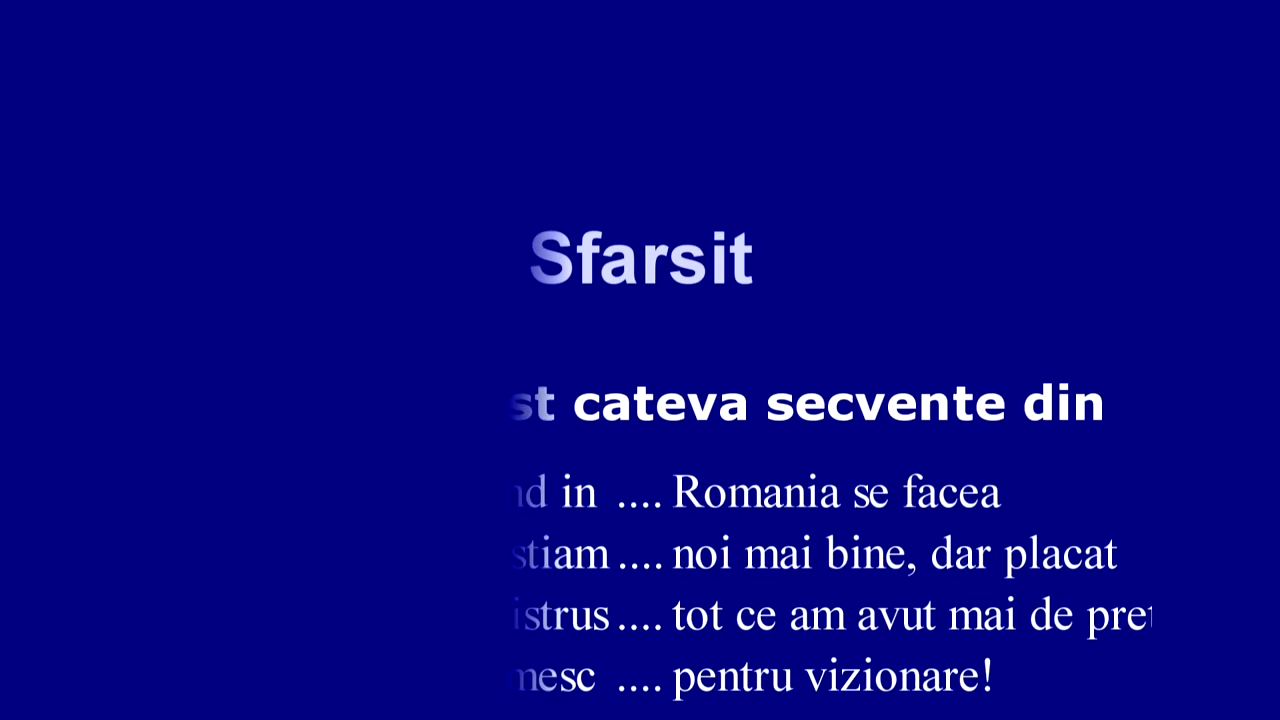 Sfarsit
st cateva secvente din
nd in .... Romania se facea
stiam .... noi mai bine, dar placat
istrus .... tot ce am avut mai de pret
mesc .... pentru vizionare!